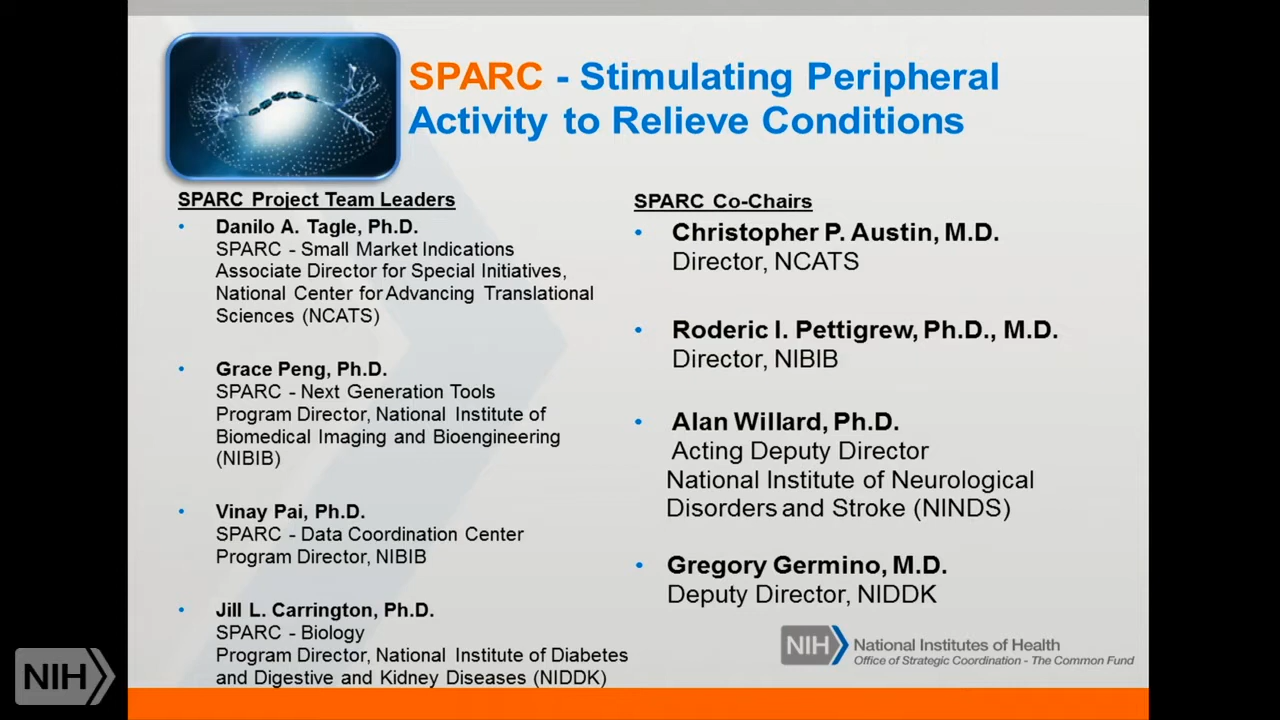 SPARC - Stimulating Peripheral
Activity to Relieve Conditions
SPARC Project Team Leaders
• Danilo A. Tagle, Ph.D.
SPARC - Small Market Indications
Associate Director for Special Initiatives,
National Center for Advancing Translational
Sciences (NCATS)
• Grace Peng, Ph.D.
SPARC - Next Generation Tools
Program Director, National Institute of
Biomedical Imaging and Bioengineering
(NIBIB)
• Vinay Pai, Ph.D.
SPARC - Data Coordination Center
Program Director, NIBIB
• Jill L. Carrington, Ph.D.
SPARC - Biology
Program Director, National Institute of Diabetes
and Digestive and Kidney Diseases (NIDDK)
SPARC Co-Chairs
• Christopher P. Austin, M.D.
Director, NCATS
• Roderic I. Pettigrew, Ph.D., M.D.
Director, NIBIB
• Alan Willard, Ph.D.
Acting Deputy Director
National Institute of Neurological
Disorders and Stroke (NINDS)
• Gregory Germino, M.D.
Deputy Director, NIDDK
NIH National Institutes of Health
Office of Strategic Coordination - The Common Fund
NIH